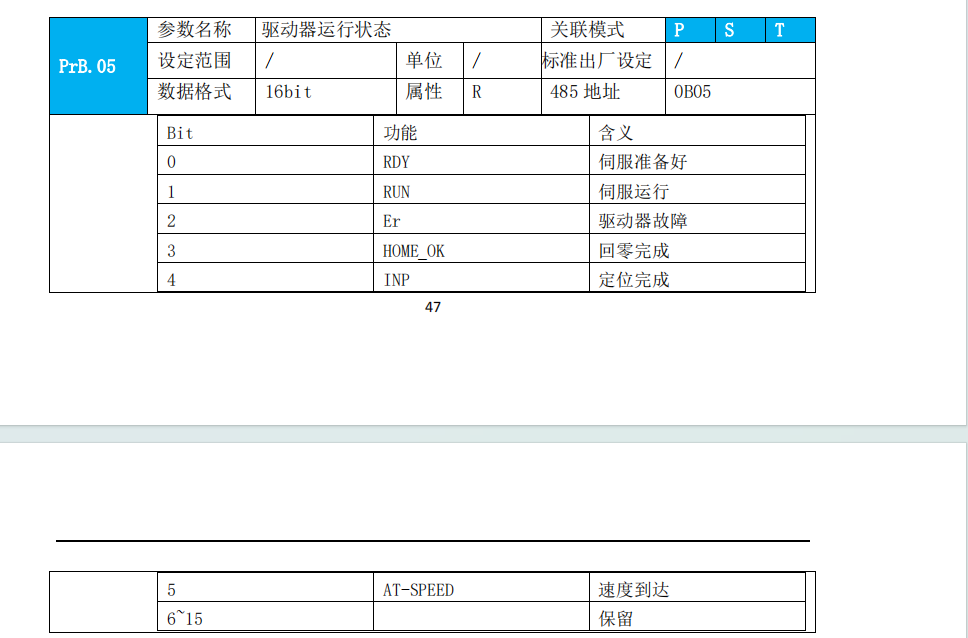 PrB.05 参数名称 驱动器运行状态 关联模式 P S T
设定范围 / 单位 / 标准出厂设定 /
数据格式 16bit 属性 R 485 地址 0B05
Bit 功能 含义
0 RDY 伺服准备好
1 RUN 伺服运行
2 Er 驱动器故障
3 HOME_OK 回零完成
4 INP 定位完成
47
5 AT-SPEED 速度到达
6~15 保留